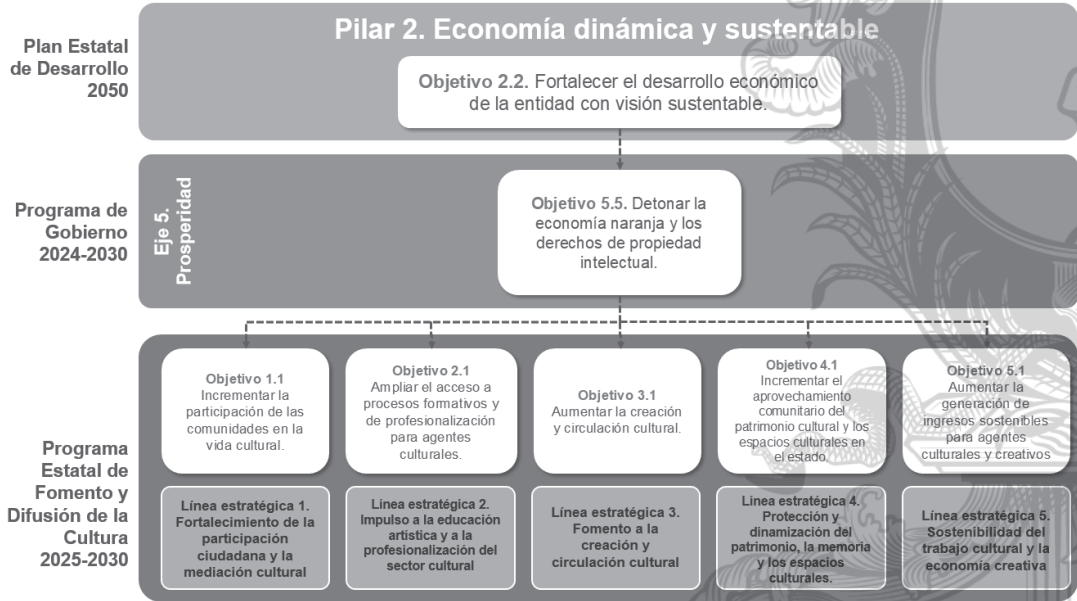 Plan Estatal
de Desarrollo
2050
Pilar 2. Economía dinámica y sustentable
Objetivo 2.2. Fortalecer el desarrollo económico
de la entidad con visión sustentable.
Programa de
Gobierno
2024-2030
Eje 5.
Prosperidad
Objetivo 5.5. Detonar la
economía naranja y los
derechos de propiedad
intelectual.
Programa
Estatal de
Fomento y
Difusión de la
Cultura
2025-2030
Objetivo 1.1
Incrementar la
participación de las
comunidades en la
vida cultural.
Objetivo 2.1
Ampliar el acceso a
procesos formativos y
de profesionalización
para agentes
culturales.
Objetivo 3.1
Aumentar la creación
y circulación cultural.
Objetivo 4.1
Incrementar el
aprovechamiento
comunitario del
patrimonio cultural y los
espacios culturales en
el estado.
Objetivo 5.1
Aumentar la
generación de
ingresos sostenibles
para agentes
culturales y creativos
Línea estratégica 1.
Fortalecimiento de la
participación
ciudadana y la
mediación cultural
Línea estratégica 2.
Impulso a la educación
artística y a la
profesionalización del
sector cultural
Línea estratégica 3.
Fomento a la
creación y
circulación cultural
Línea estratégica 4.
Protección y
dinamización del
patrimonio, la memoria
y los espacios
culturales.
Línea estratégica 5.
Sostenibilidad del
trabajo cultural y la
economía creativa